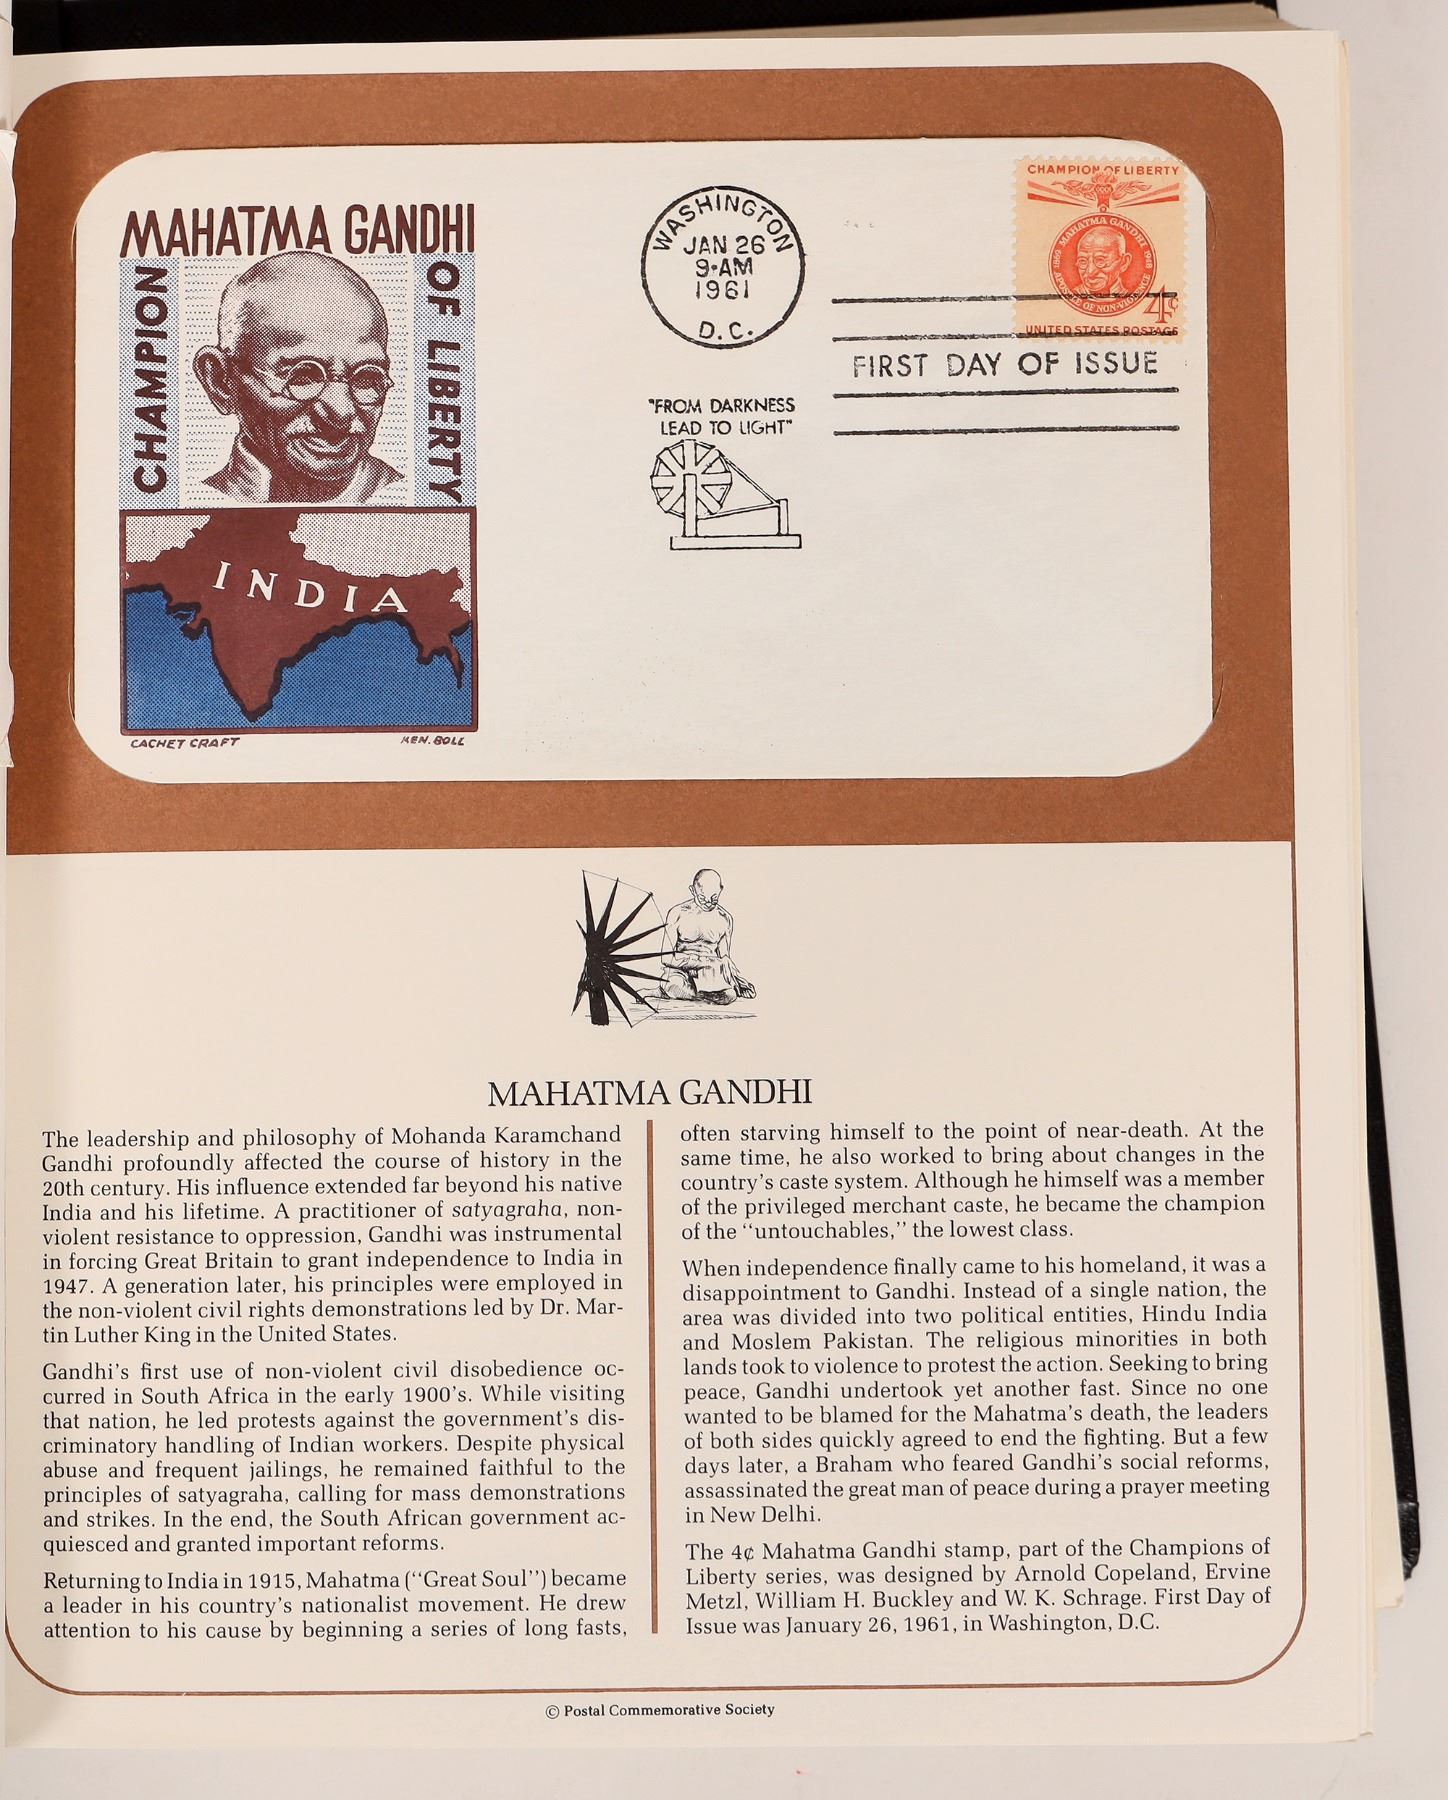 MAHATMA GANDHI
CHAMPION
OF LIBERTY
INDIA
CACHET CRAFT
KEN. BOLL
WASHINGTON
JAN 26
9-AM
1961
D.C.
"FROM DARKNESS
LEAD TO LIGHT"
CHAMPION OF LIBERTY
MAHATMA GANDHI 1948
1869 APOSTLE OF NON-VIOLENCE
4¢
UNITED STATES POSTAGE
FIRST DAY OF ISSUE
MAHATMA GANDHI
The leadership and philosophy of Mohanda Karamchand
Gandhi profoundly affected the course of history in the
20th century. His influence extended far beyond his native
India and his lifetime. A practitioner of satyagraha, non-
violent resistance to oppression, Gandhi was instrumental
in forcing Great Britain to grant independence to India in
1947. A generation later, his principles were employed in
the non-violent civil rights demonstrations led by Dr. Mar-
tin Luther King in the United States.
Gandhi's first use of non-violent civil disobedience oc-
curred in South Africa in the early 1900's. While visiting
that nation, he led protests against the government's dis-
criminatory handling of Indian workers. Despite physical
abuse and frequent jailings, he remained faithful to the
principles of satyagraha, calling for mass demonstrations
and strikes. In the end, the South African government ac-
quiesced and granted important reforms.
Returning to India in 1915, Mahatma ("Great Soul") became
a leader in his country's nationalist movement. He drew
attention to his cause by beginning a series of long fasts,
often starving himself to the point of near-death. At the
same time, he also worked to bring about changes in the
country's caste system. Although he himself was a member
of the privileged merchant caste, he became the champion
of the "untouchables," the lowest class.
When independence finally came to his homeland, it was a
disappointment to Gandhi. Instead of a single nation, the
area was divided into two political entities, Hindu India
and Moslem Pakistan. The religious minorities in both
lands took to violence to protest the action. Seeking to bring
peace, Gandhi undertook yet another fast. Since no one
wanted to be blamed for the Mahatma's death, the leaders
of both sides quickly agreed to end the fighting. But a few
days later, a Braham who feared Gandhi's social reforms,
assassinated the great man of peace during a prayer meeting
in New Delhi.
The 4¢ Mahatma Gandhi stamp, part of the Champions of
Liberty series, was designed by Arnold Copeland, Ervine
Metzl, William H. Buckley and W. K. Schrage. First Day of
Issue was January 26, 1961, in Washington, D.C.
© Postal Commemorative Society